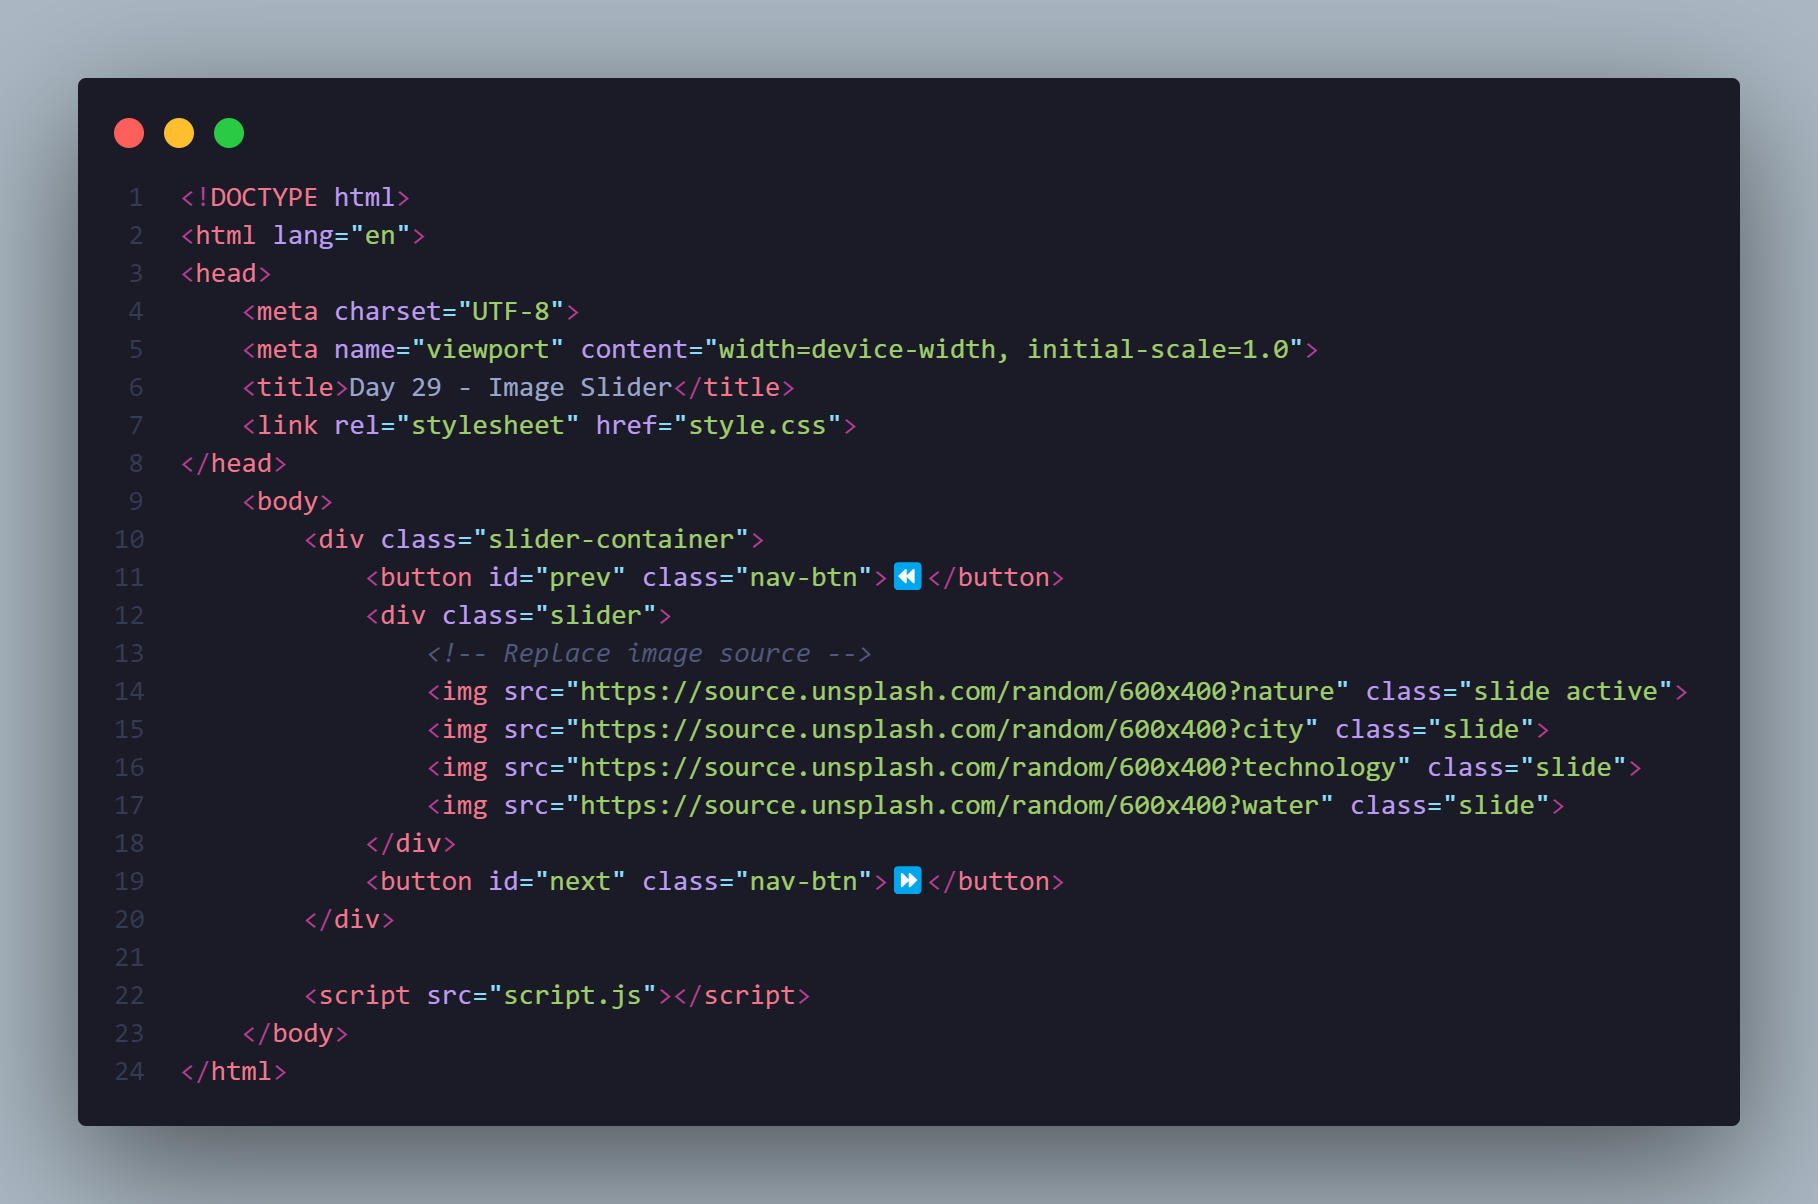 1 <!DOCTYPE html>
2 <html lang="en">
3 <head>
4     <meta charset="UTF-8">
5     <meta name="viewport" content="width=device-width, initial-scale=1.0">
6     <title>Day 29 - Image Slider</title>
7     <link rel="stylesheet" href="style.css">
8 </head>
9     <body>
10         <div class="slider-container">
11             <button id="prev" class="nav-btn">⏪</button>
12             <div class="slider">
13                 <!-- Replace image source -->
14                 <img src="https://source.unsplash.com/random/600x400?nature" class="slide active">
15                 <img src="https://source.unsplash.com/random/600x400?city" class="slide">
16                 <img src="https://source.unsplash.com/random/600x400?technology" class="slide">
17                 <img src="https://source.unsplash.com/random/600x400?water" class="slide">
18             </div>
19             <button id="next" class="nav-btn">⏩</button>
20         </div>
21
22         <script src="script.js"></script>
23     </body>
24 </html>